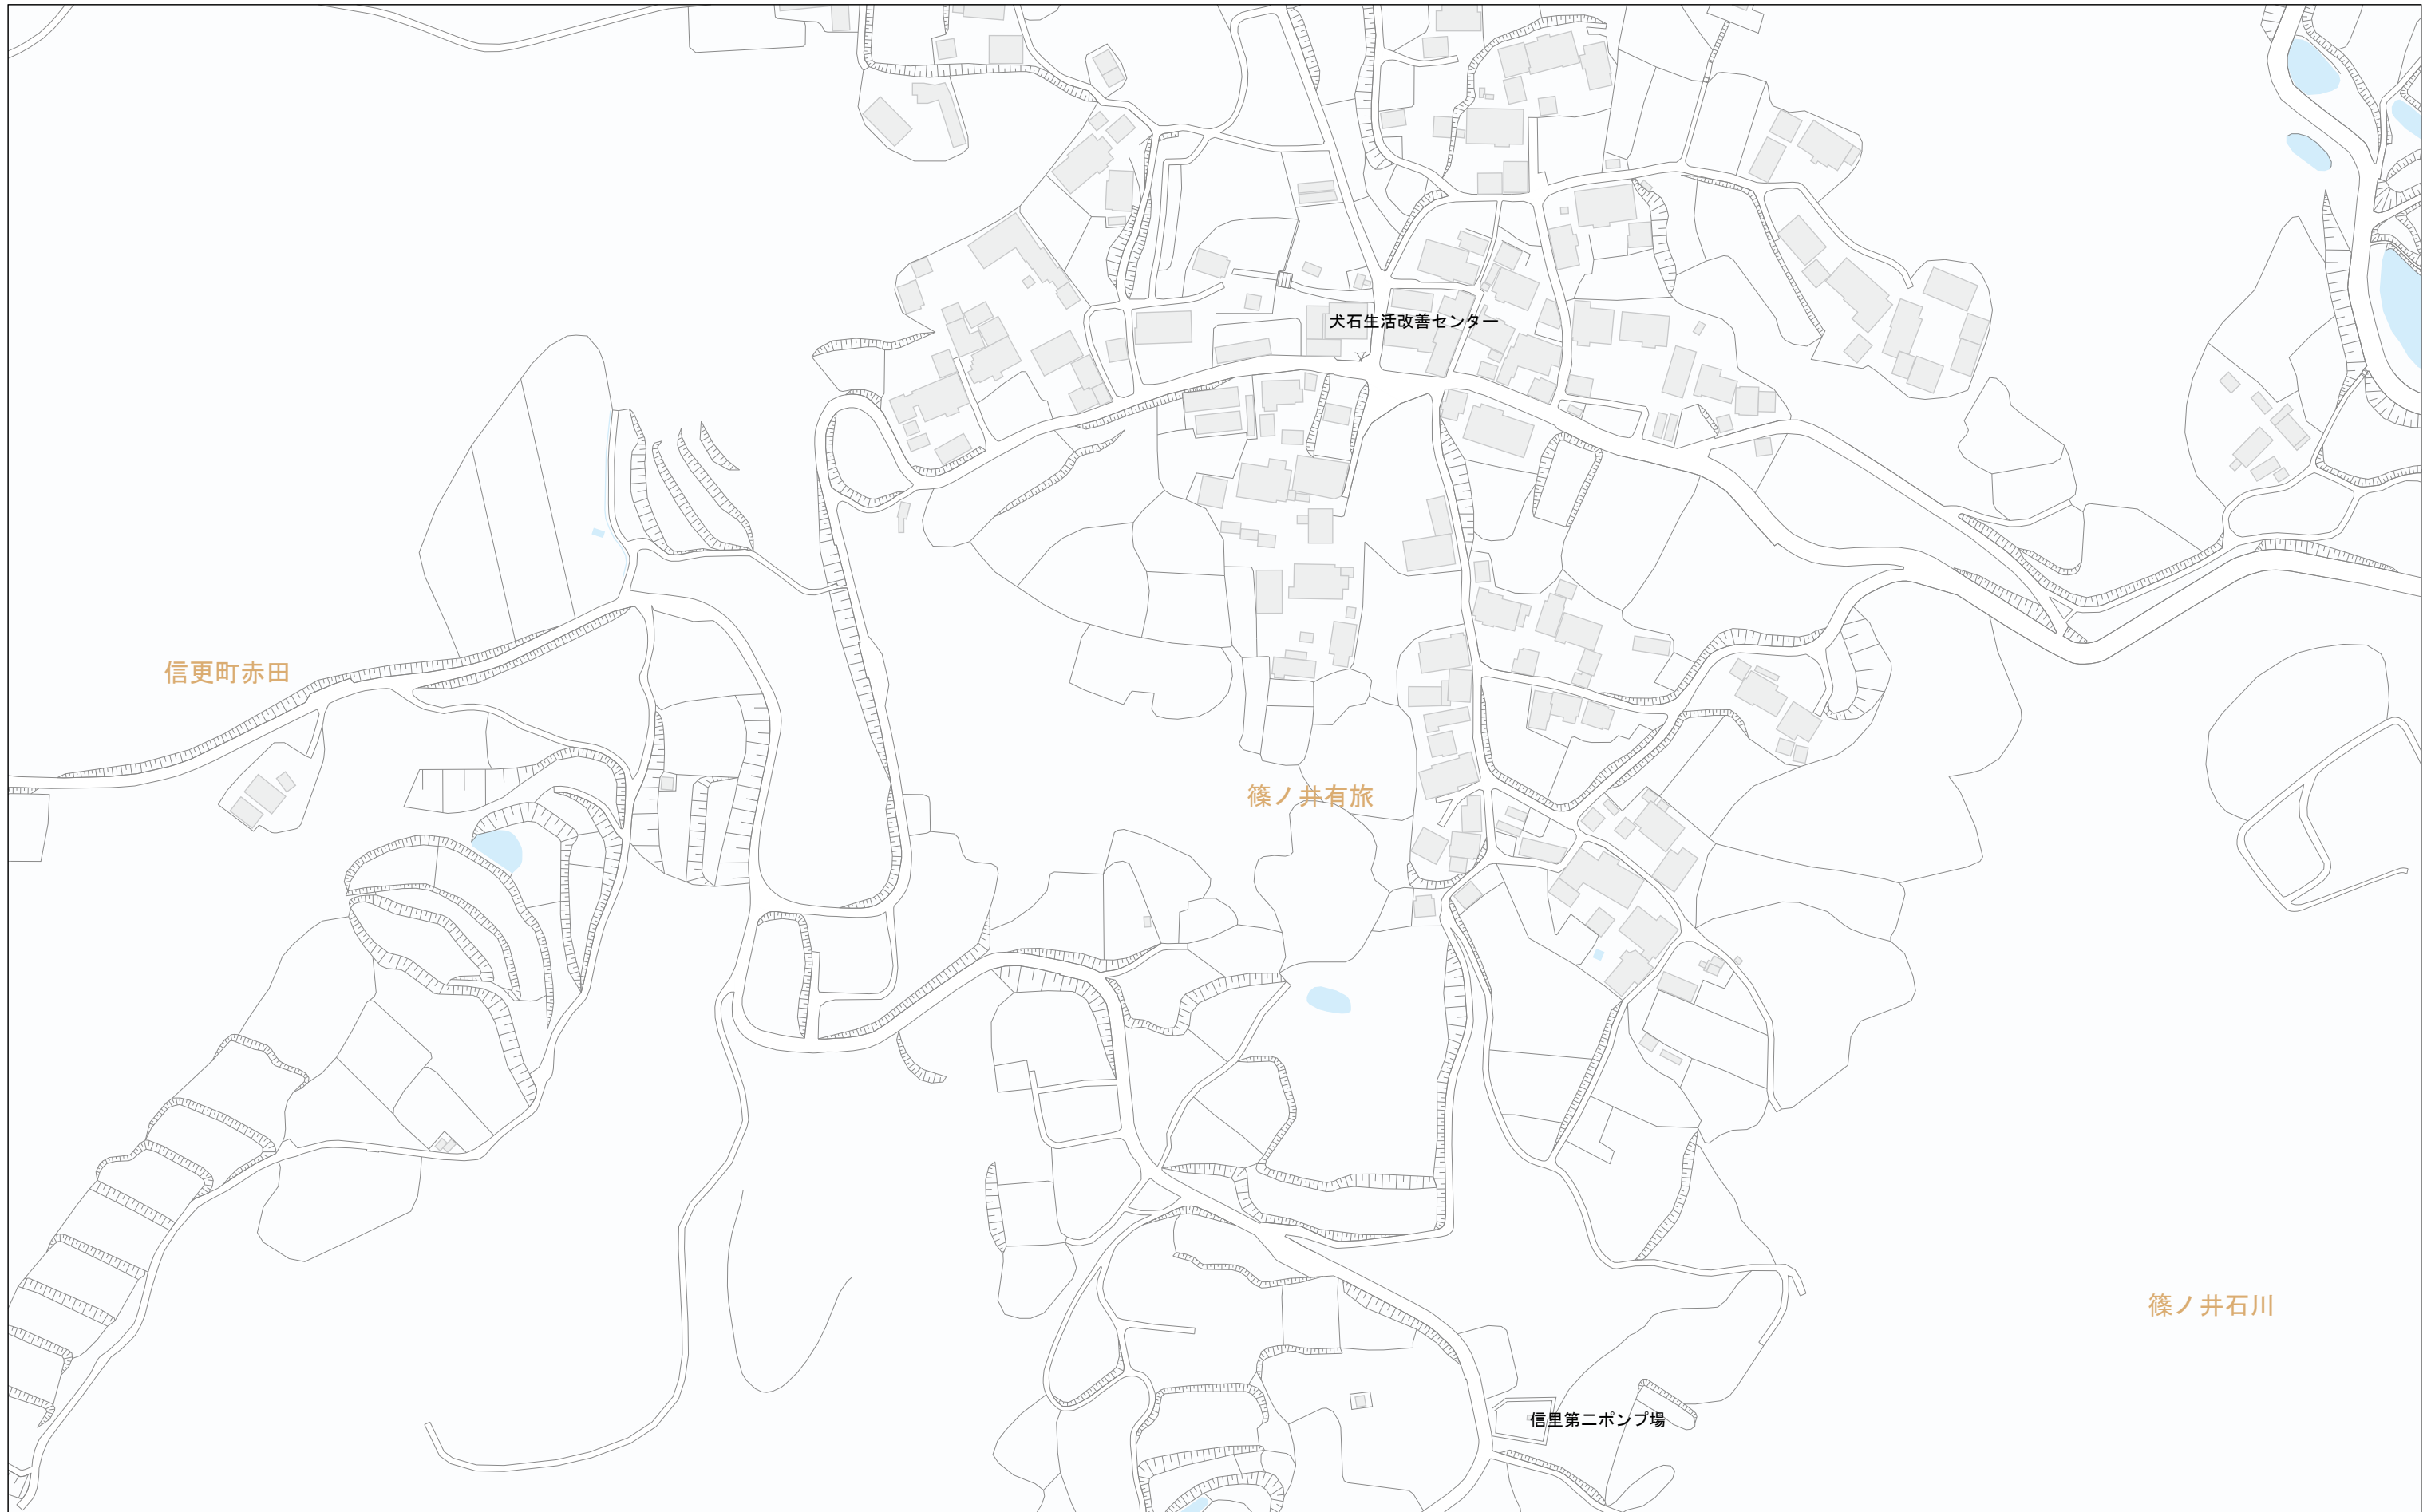 犬石生活改善センター
信更町赤田
篠ノ井有旅
篠ノ井石川
信里第二ポンプ場